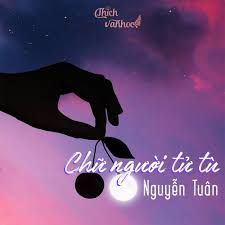 Thích
văn học
Chữ người tử tù
Nguyễn Tuân